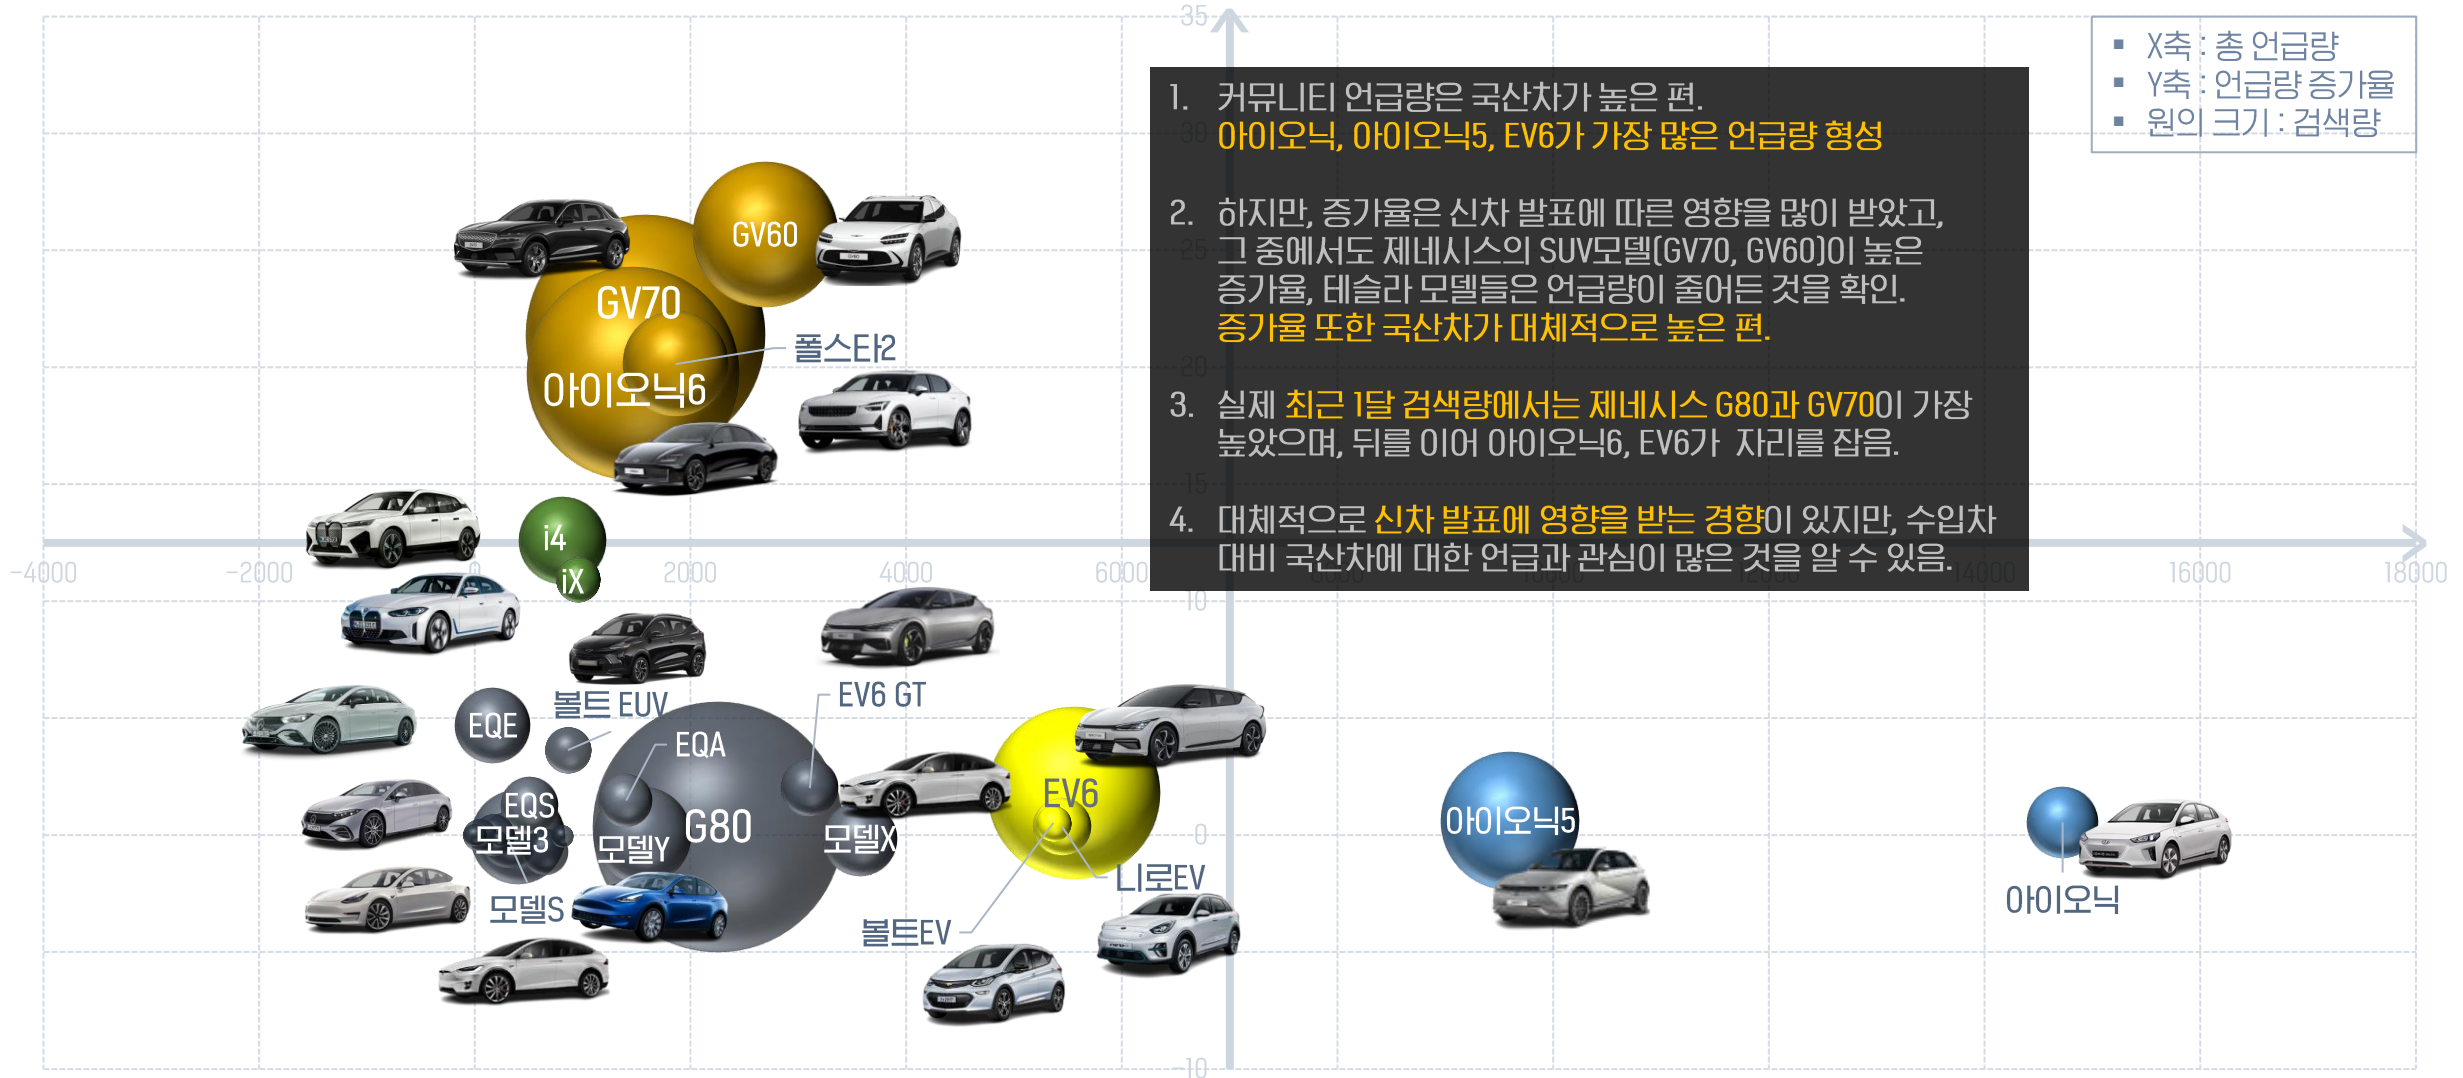 35
X축 : 총 언급량
Y축 : 언급량 증가율
원의 크기 : 검색량
1. 커뮤니티 언급량은 국산차가 높은 편.
아이오닉, 아이오닉5, EV6가 가장 많은 언급량 형성
30
2. 하지만, 증가율은 신차 발표에 따른 영향을 많이 받았고,
그 중에서도 제네시스의 SUV모델(GV70, GV60)이 높은
25
증가율, 테슬라 모델들은 언급량이 줄어든 것을 확인.
증가율 또한 국산차가 대체적으로 높은 편.
20
3. 실제 최근 1달 검색량에서는 제네시스 G80과 GV70이 가장
높았으며, 뒤를 이어 아이오닉6, EV6가 자리를 잡음.
15
4. 대체적으로 신차 발표에 영향을 받는 경향이 있지만, 수입차
대비 국산차에 대한 언급과 관심이 많은 것을 알 수 있음.
GV60
GV70
폴스타2
아이오닉6
i4
iX
-4000 -2000 0 2000 4000 6000 8000 10000 12000 14000 16000 18000
10
EQE
볼트 EUV
EV6 GT
EQA
EQS
모델3
모델Y
G80
모델X
EV6
0
아이오닉5
니로EV
모델S
볼트EV
아이오닉
-10